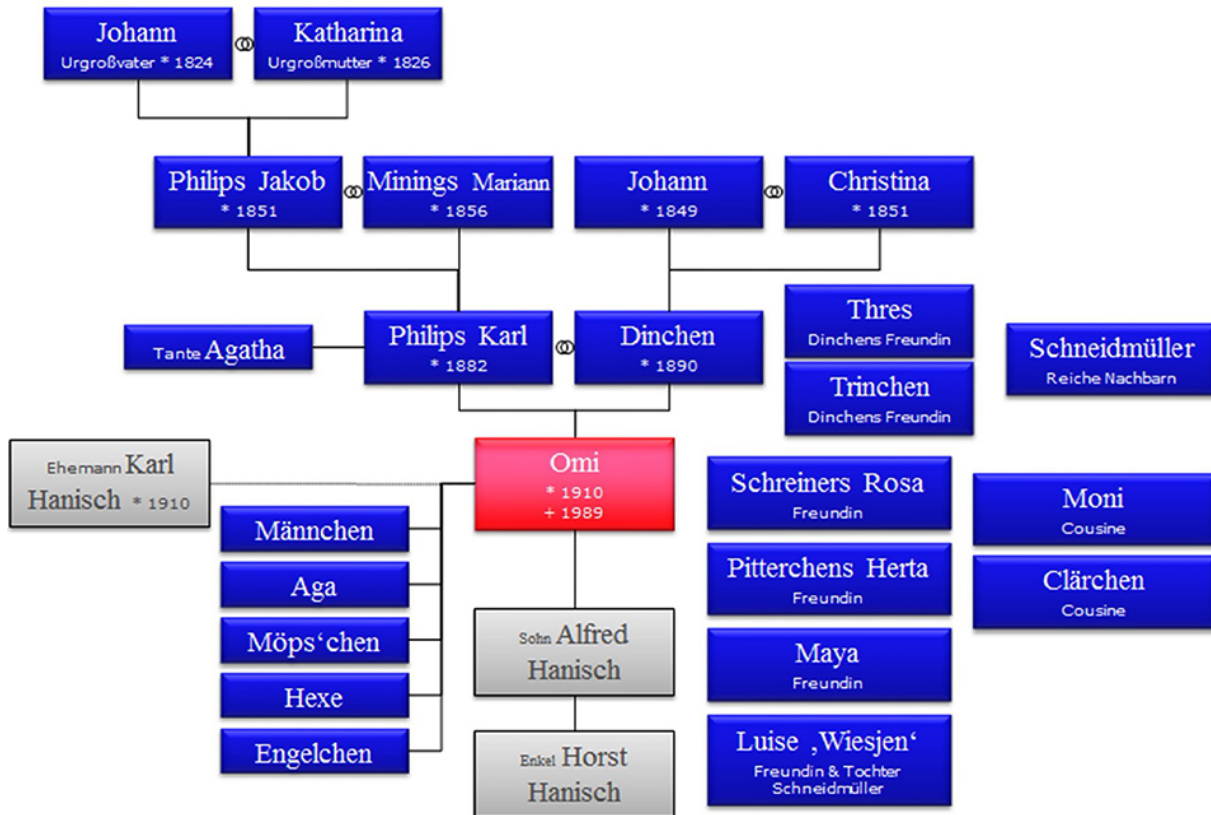 Johann
Urgroßvater * 1824
Katharina
Urgroßmutter * 1826
Philips Jakob
* 1851
Minings Mariann
* 1856
Johann
* 1849
Christina
* 1851
Tante Agatha
Philips Karl
* 1882
Dinchen
* 1890
Thres
Dinchens Freundin
Trinchen
Dinchens Freundin
Schneidmüller
Reiche Nachbarn
Ehemann Karl
Hanisch * 1910
Omi
* 1910
+ 1989
Männchen
Aga
Möps‘chen
Hexe
Engelchen
Sohn Alfred
Hanisch
Enkel Horst
Hanisch
Schreiners Rosa
Freundin
Pitterchens Herta
Freundin
Maya
Freundin
Luise ‚Wiesjen‘
Freundin & Tochter
Schneidmüller
Moni
Cousine
Clärchen
Cousine